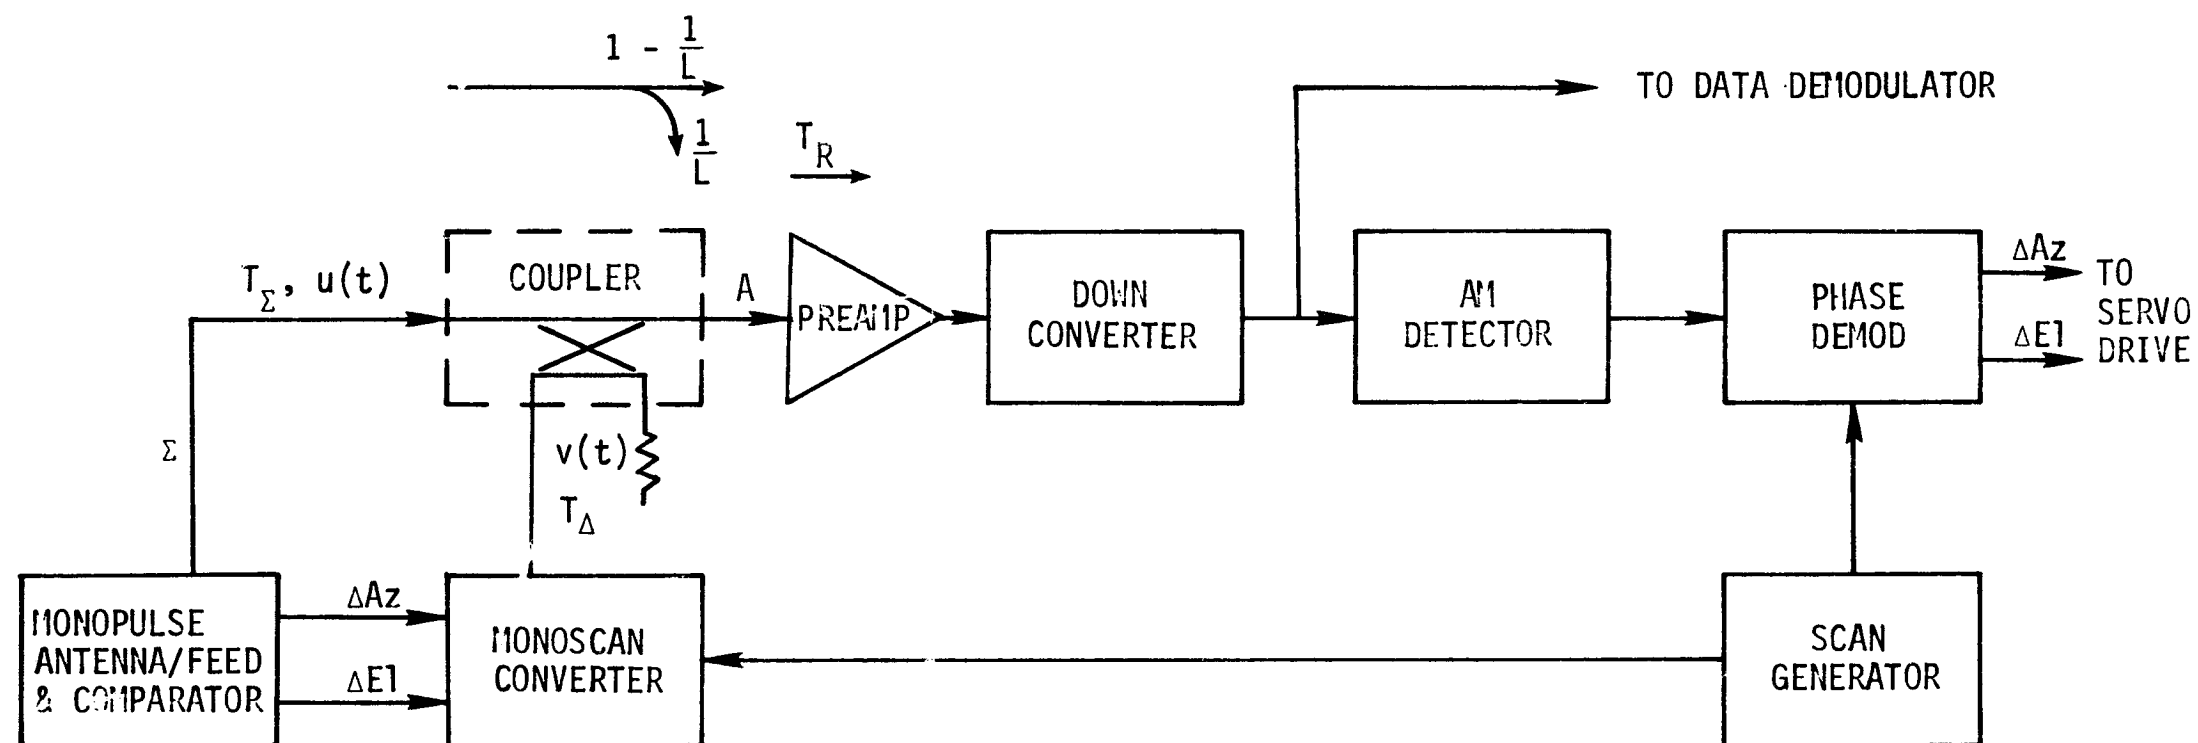 1 - 1/L
1/L
TO DATA DEMODULATOR
T_R
T_Σ, u(t)
COUPLER
A
PREAMP
DOWN
CONVERTER
AM
DETECTOR
PHASE
DEMOD
ΔAz
ΔEl
TO
SERVO
DRIVE
Σ
v(t)
T_Δ
MONOPULSE
ANTENNA/FEED
& COMPARATOR
ΔAz
ΔEl
MONOSCAN
CONVERTER
SCAN
GENERATOR